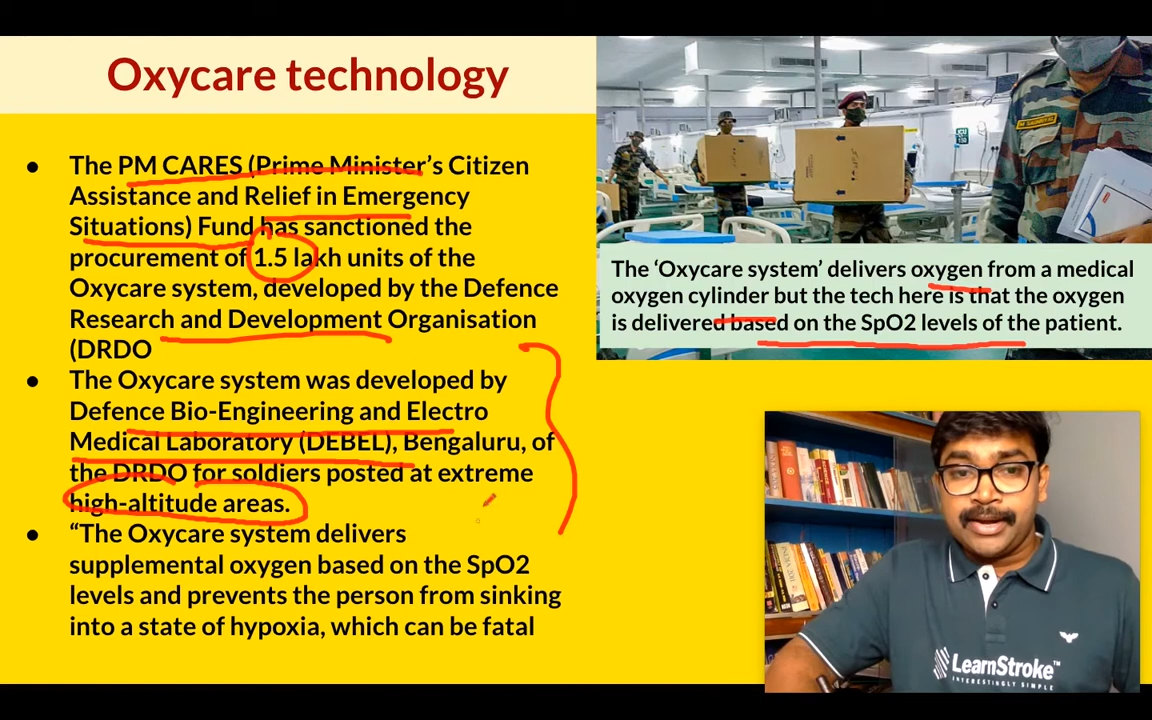 Oxycare technology
● The PM CARES (Prime Minister’s Citizen
Assistance and Relief in Emergency
Situations) Fund has sanctioned the
procurement of 1.5 lakh units of the
Oxycare system, developed by the Defence
Research and Development Organisation
(DRDO
● The Oxycare system was developed by
Defence Bio-Engineering and Electro
Medical Laboratory (DEBEL), Bengaluru, of
the DRDO for soldiers posted at extreme
high-altitude areas.
● “The Oxycare system delivers
supplemental oxygen based on the SpO2
levels and prevents the person from sinking
into a state of hypoxia, which can be fatal
ICU
The ‘Oxycare system’ delivers oxygen from a medical
oxygen cylinder but the tech here is that the oxygen
is delivered based on the SpO2 levels of the patient.
LearnStroke™
INTERESTINGLY SIMPLE